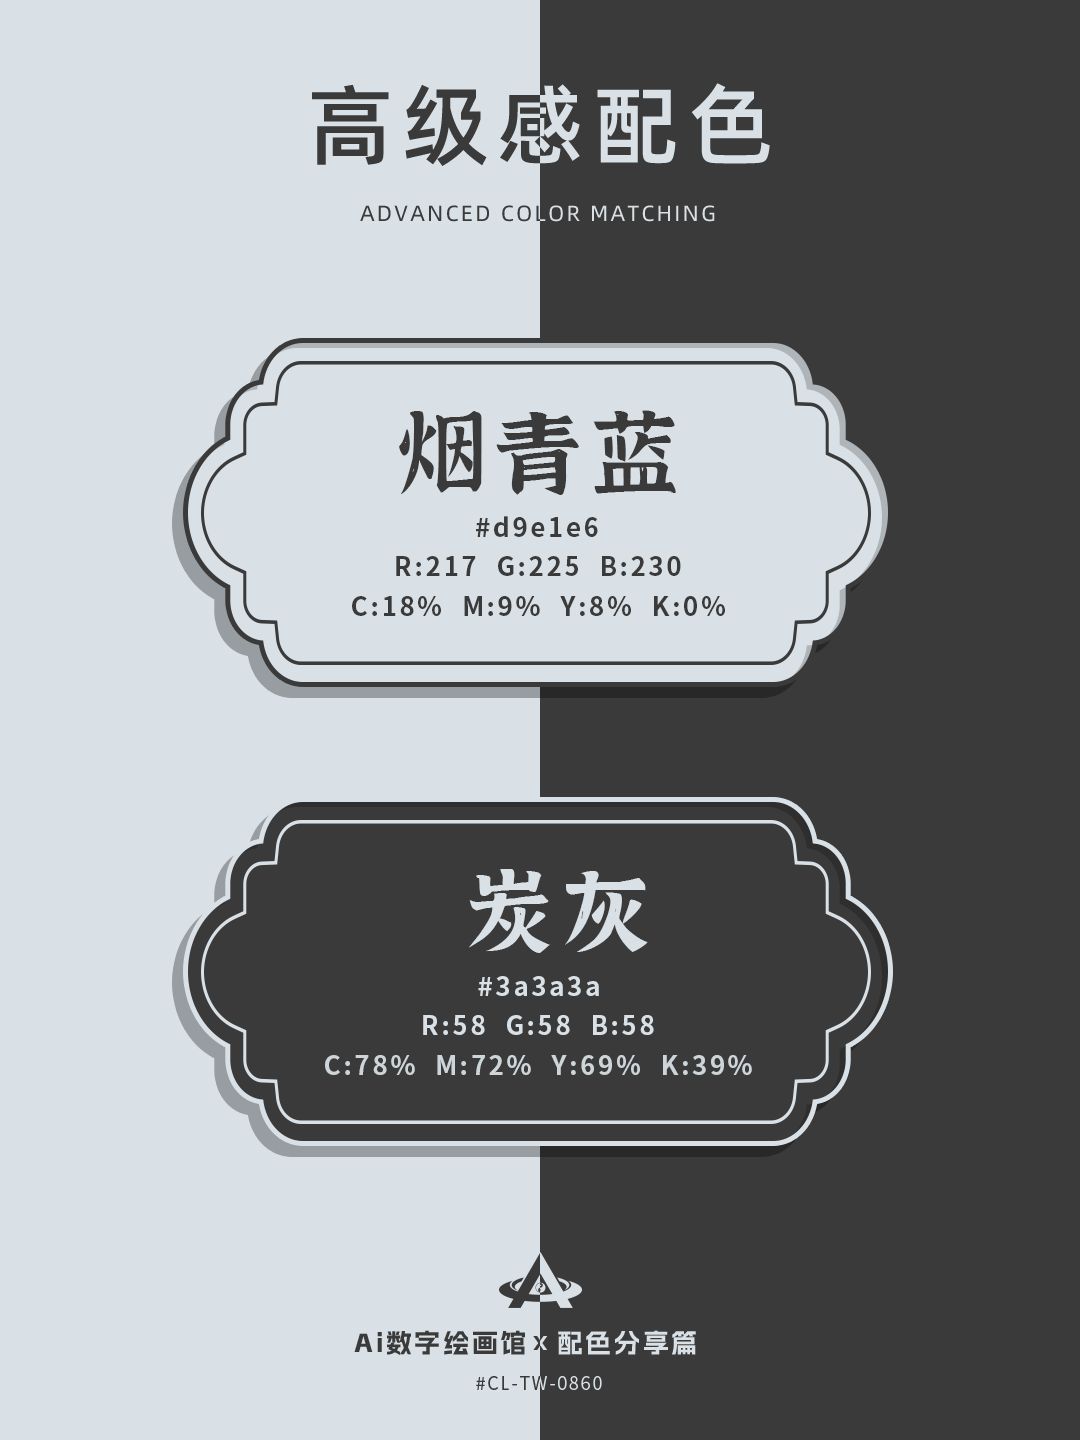 高级感配色
ADVANCED COLOR MATCHING
烟青蓝
#d9e1e6
R:217 G:225 B:230
C:18% M:9% Y:8% K:0%
炭灰
#3a3a3a
R:58 G:58 B:58
C:78% M:72% Y:69% K:39%
Ai数字绘画馆 x 配色分享篇
#CL-TW-0860